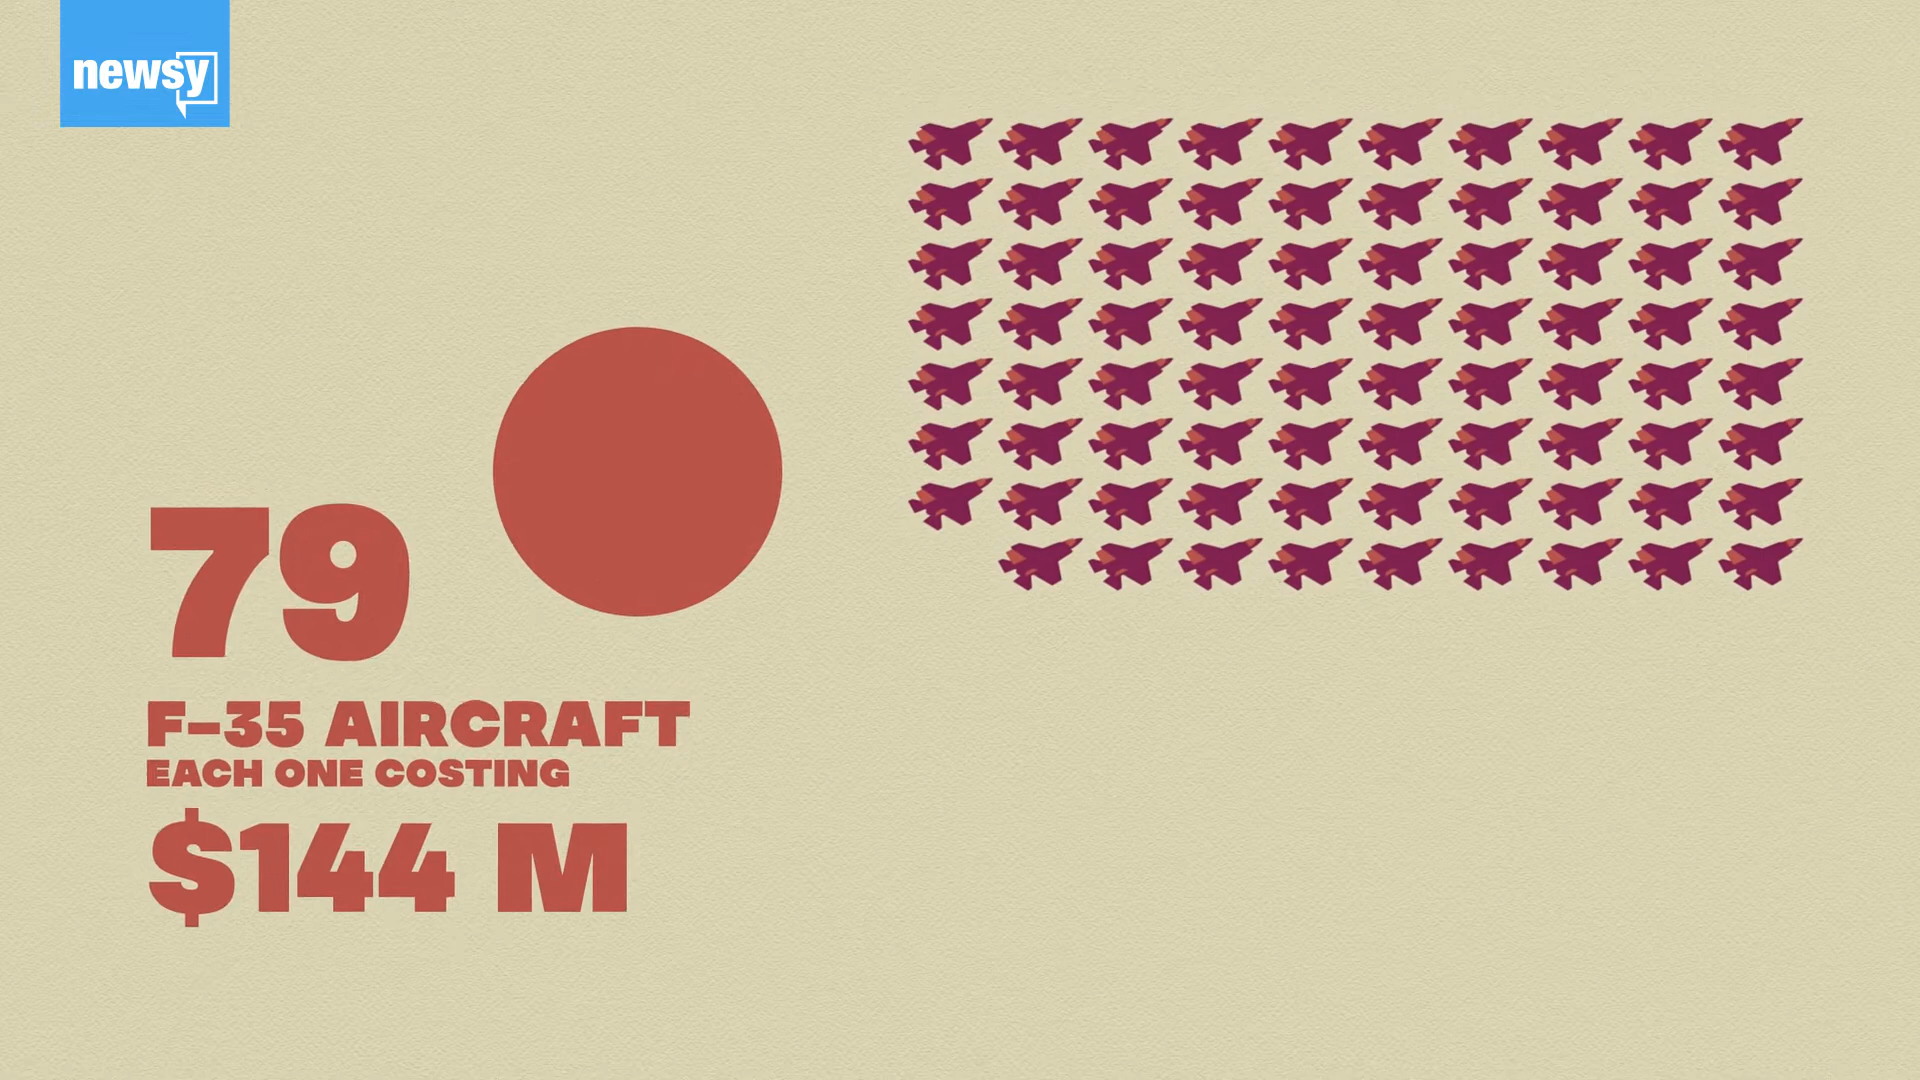 newsy
79
F-35 AIRCRAFT
EACH ONE COSTING
$144 M